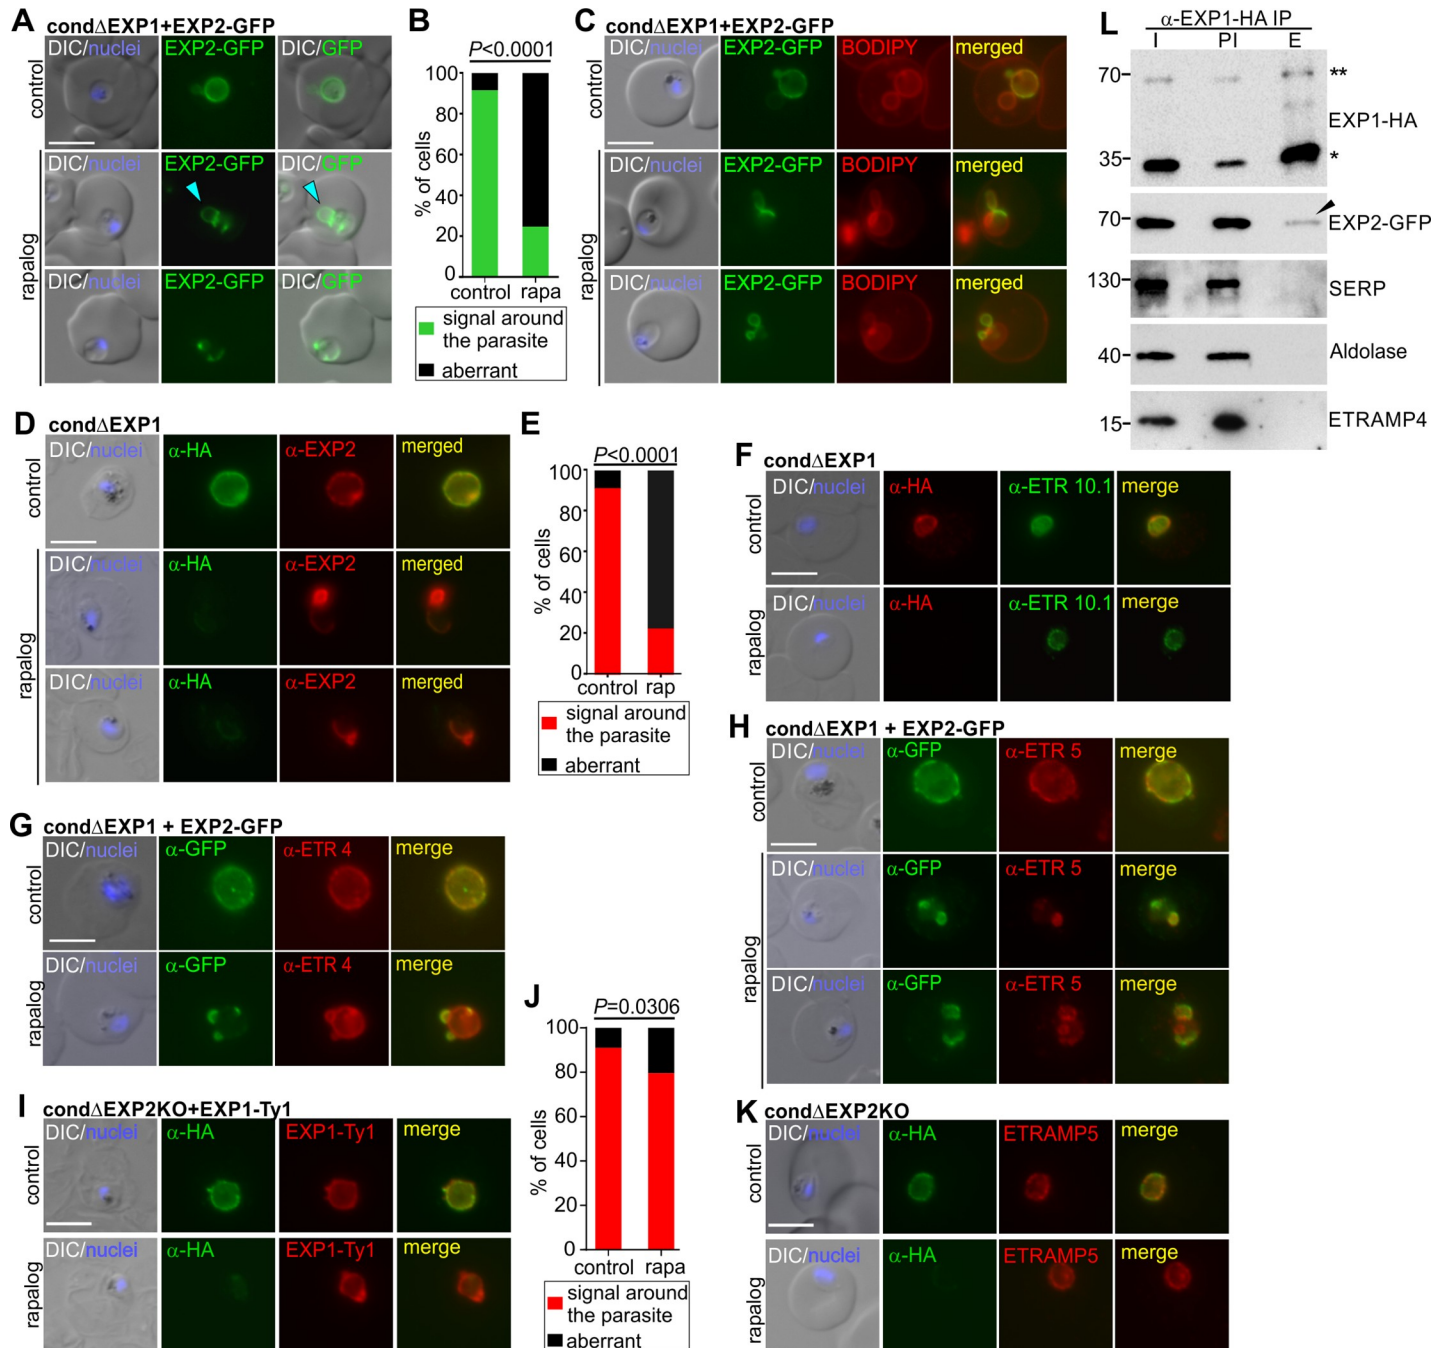 A
condΔEXP1+EXP2-GFP
DIC/nuclei EXP2-GFP DIC/GFP
control
DIC/nuclei EXP2-GFP DIC/GFP
DIC/nuclei EXP2-GFP DIC/GFP
rapalog
B
P<0.0001
100
80
60
40
20
0
% of cells
control rapa
signal around
the parasite
aberrant
C
condΔEXP1+EXP2-GFP
DIC/nuclei EXP2-GFP BODIPY merged
control
DIC/nuclei EXP2-GFP BODIPY merged
DIC/nuclei EXP2-GFP BODIPY merged
rapalog
L
α-EXP1-HA IP
I PI E
70 **
EXP1-HA
35 *
70 EXP2-GFP
130 SERP
40 Aldolase
15 ETRAMP4
D
condΔEXP1
DIC/nuclei α-HA α-EXP2 merged
control
DIC/nuclei α-HA α-EXP2 merged
DIC/nuclei α-HA α-EXP2 merged
rapalog
E
P<0.0001
100
80
60
40
20
0
% of cells
control rap
signal around
the parasite
aberrant
F
condΔEXP1
DIC/nuclei α-HA α-ETR 10.1 merge
control
DIC/nuclei α-HA α-ETR 10.1 merge
rapalog
G
condΔEXP1 + EXP2-GFP
DIC/nuclei α-GFP α-ETR 4 merge
control
DIC/nuclei α-GFP α-ETR 4 merge
rapalog
H
condΔEXP1 + EXP2-GFP
DIC/nuclei α-GFP α-ETR 5 merge
control
DIC/nuclei α-GFP α-ETR 5 merge
DIC/nuclei α-GFP α-ETR 5 merge
rapalog
I
condΔEXP2KO+EXP1-Ty1
DIC/nuclei α-HA EXP1-Ty1 merge
control
DIC/nuclei α-HA EXP1-Ty1 merge
rapalog
J
P=0.0306
100
80
60
40
20
0
% of cells
control rapa
signal around
the parasite
aberrant
K
condΔEXP2KO
DIC/nuclei α-HA ETRAMP5 merge
control
DIC/nuclei α-HA ETRAMP5 merge
rapalog